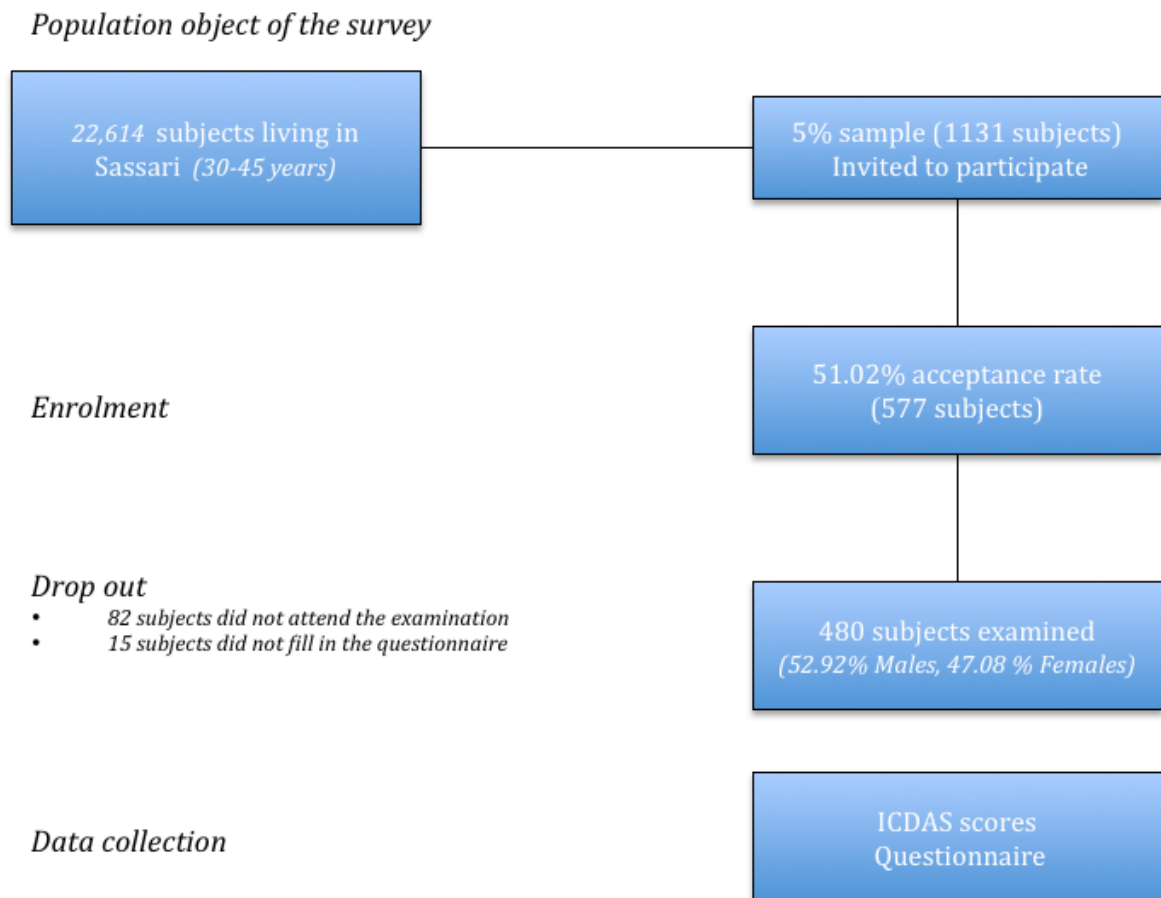 Population object of the survey
22,614 subjects living in
Sassari (30-45 years)
5% sample (1131 subjects)
Invited to participate
Enrolment
51.02% acceptance rate
(577 subjects)
Drop out
• 82 subjects did not attend the examination
• 15 subjects did not fill in the questionnaire
480 subjects examined
(52.92% Males, 47.08 % Females)
Data collection
ICDAS scores
Questionnaire